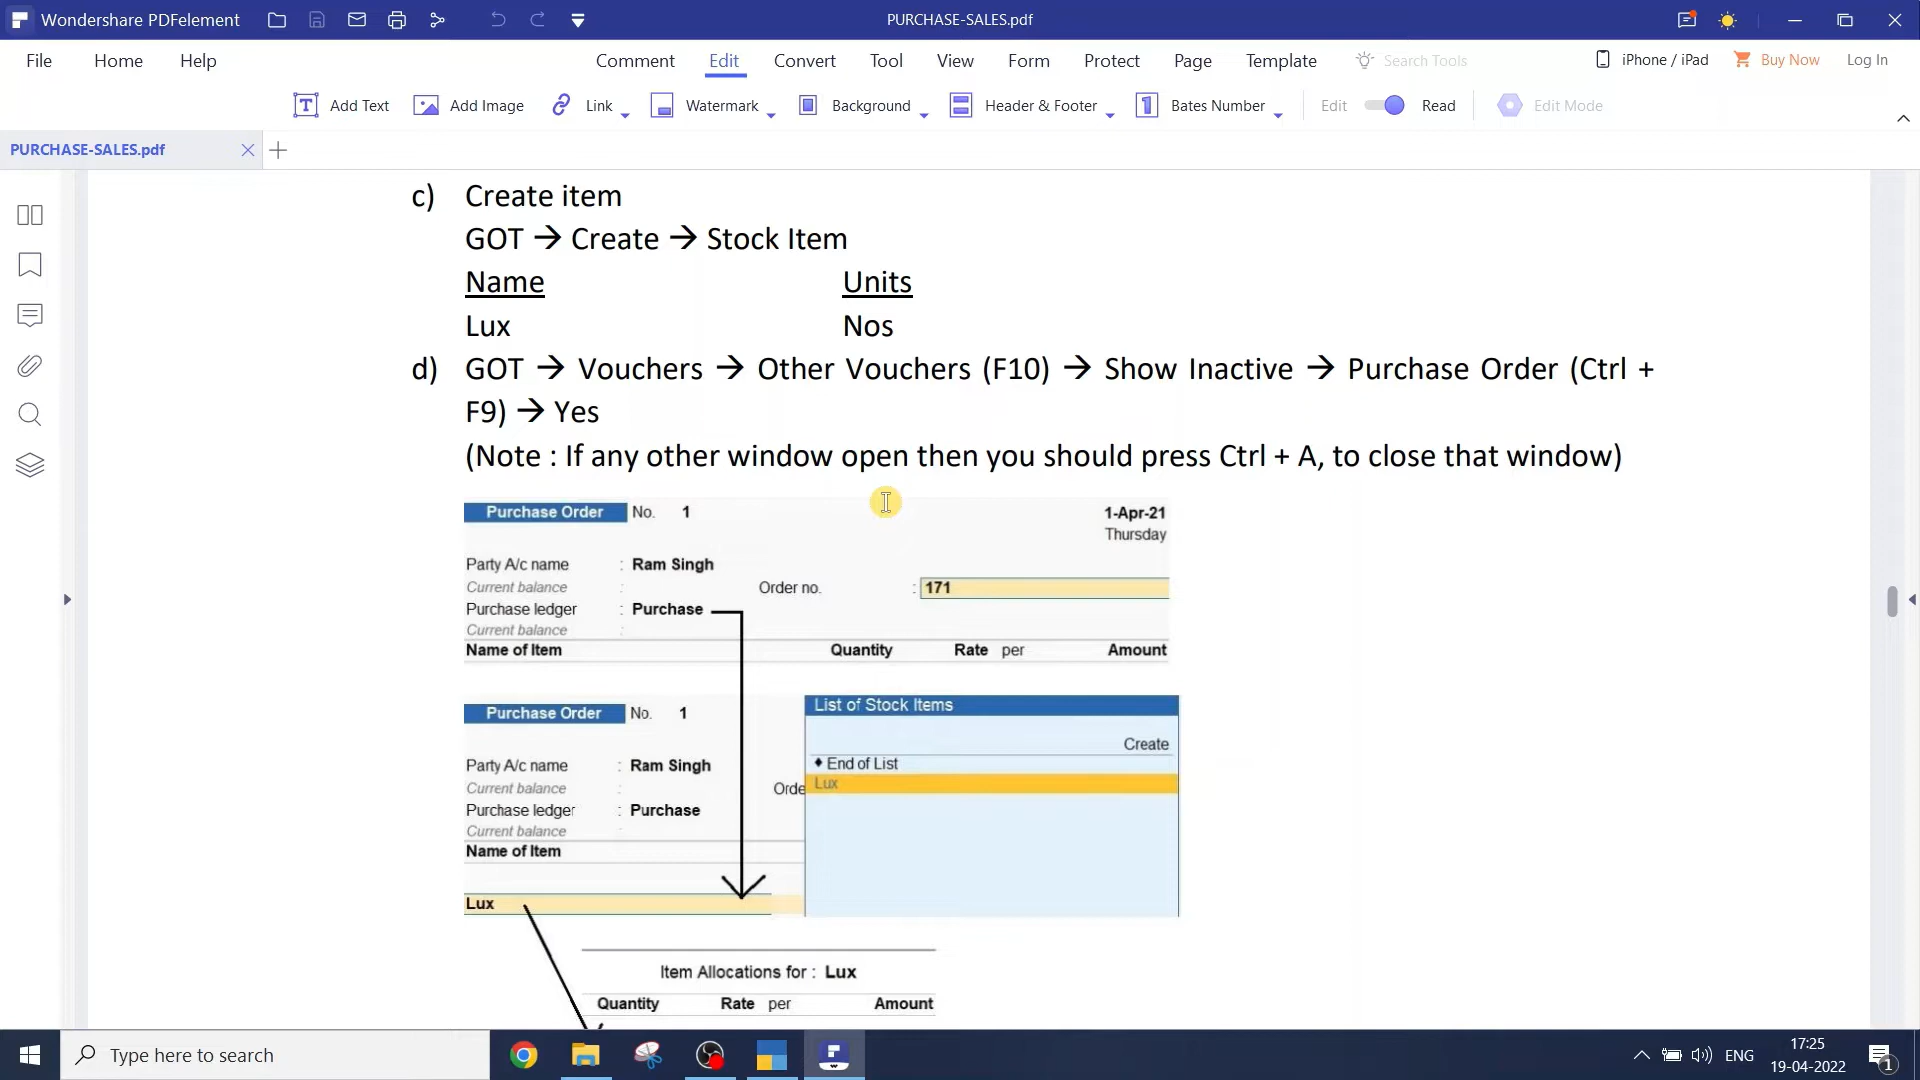 Wondershare PDFelement
PURCHASE-SALES.pdf
File Home Help Comment Edit Convert Tool View Form Protect Page Template Search Tools iPhone / iPad Buy Now Log In
Add Text Add Image Link Watermark Background Header & Footer Bates Number Edit Read Edit Mode
PURCHASE-SALES.pdf
c) Create item
GOT → Create → Stock Item
Name Units
Lux Nos
d) GOT → Vouchers → Other Vouchers (F10) → Show Inactive → Purchase Order (Ctrl +
F9) → Yes
(Note : If any other window open then you should press Ctrl + A, to close that window)
Purchase Order No. 1 1-Apr-21
Thursday
Party A/c name : Ram Singh
Current balance : Order no. : 171
Purchase ledger : Purchase
Current balance :
Name of Item Quantity Rate per Amount
Purchase Order No. 1 List of Stock Items
Create
Party A/c name : Ram Singh ♦ End of List
Current balance : Orde Lux
Purchase ledger : Purchase
Current balance :
Name of Item
Lux
Item Allocations for : Lux
Quantity Rate per Amount
Type here to search ENG 17:25
19-04-2022 1